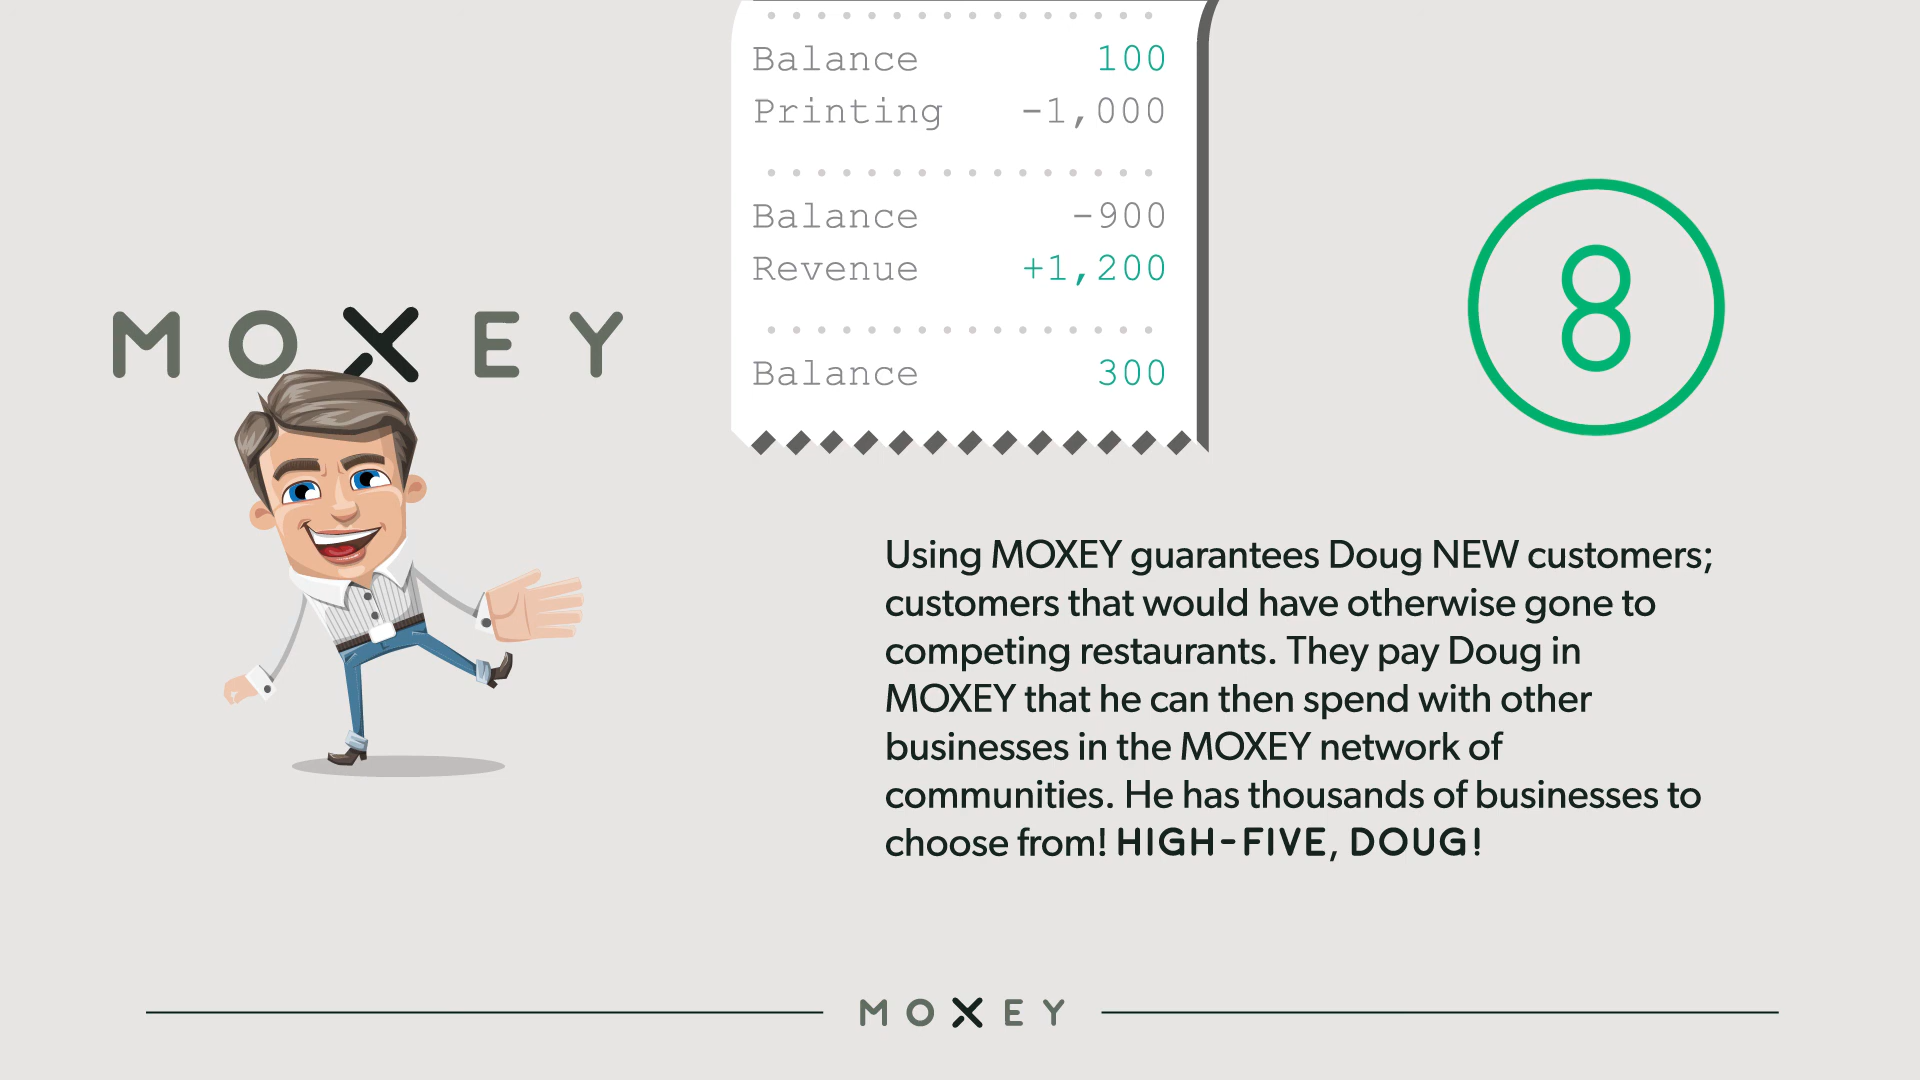 Balance 100
Printing -1,000
Balance -900
Revenue +1,200
Balance 300
MOXEY
8
Using MOXEY guarantees Doug NEW customers;
customers that would have otherwise gone to
competing restaurants. They pay Doug in
MOXEY that he can then spend with other
businesses in the MOXEY network of
communities. He has thousands of businesses to
choose from! HIGH-FIVE, DOUG!
MOXEY